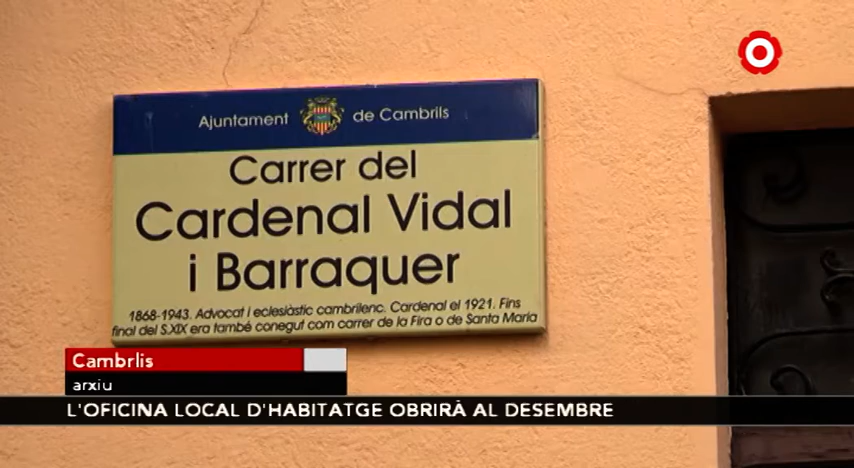 Ajuntament de Cambrils
Carrer del
Cardenal Vidal
i Barraquer
1868-1943. Advocat i eclesiàstic cambrilenc. Cardenal el 1921. Fins
final del S.XIX era també conegut com carrer de la Fira o de Santa Maria
Cambrlis
arxiu
L'OFICINA LOCAL D'HABITATGE OBRIRÀ AL DESEMBRE